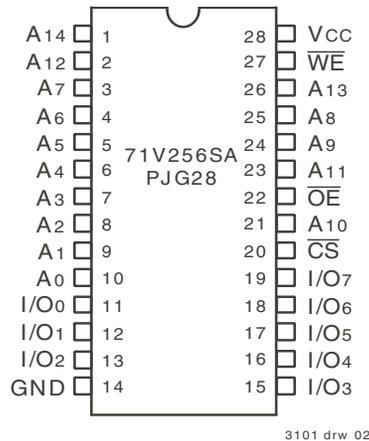 A14 1 28 VCC
A12 2 27 WE
A7 3 26 A13
A6 4 25 A8
A5 5 24 A9
A4 6 71V256SA 23 A11
A3 7 PJG28 22 OE
A2 8 21 A10
A1 9 20 CS
A0 10 19 I/O7
I/O0 11 18 I/O6
I/O1 12 17 I/O5
I/O2 13 16 I/O4
GND 14 15 I/O3
3101 drw 02